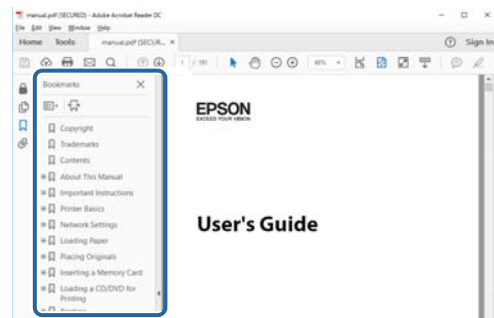 manual.pdf (SECURED) - Adobe Acrobat Reader DC
File Edit View Window Help
Home Tools manual.pdf (SECUR... ×
Sign In
1 / 191
Bookmarks
Copyright
Trademarks
Contents
About This Manual
Important Instructions
Printer Basics
Network Settings
Loading Paper
Placing Originals
Inserting a Memory Card
Loading a CD/DVD for
Printing
EPSON
EXCEED YOUR VISION
User's Guide